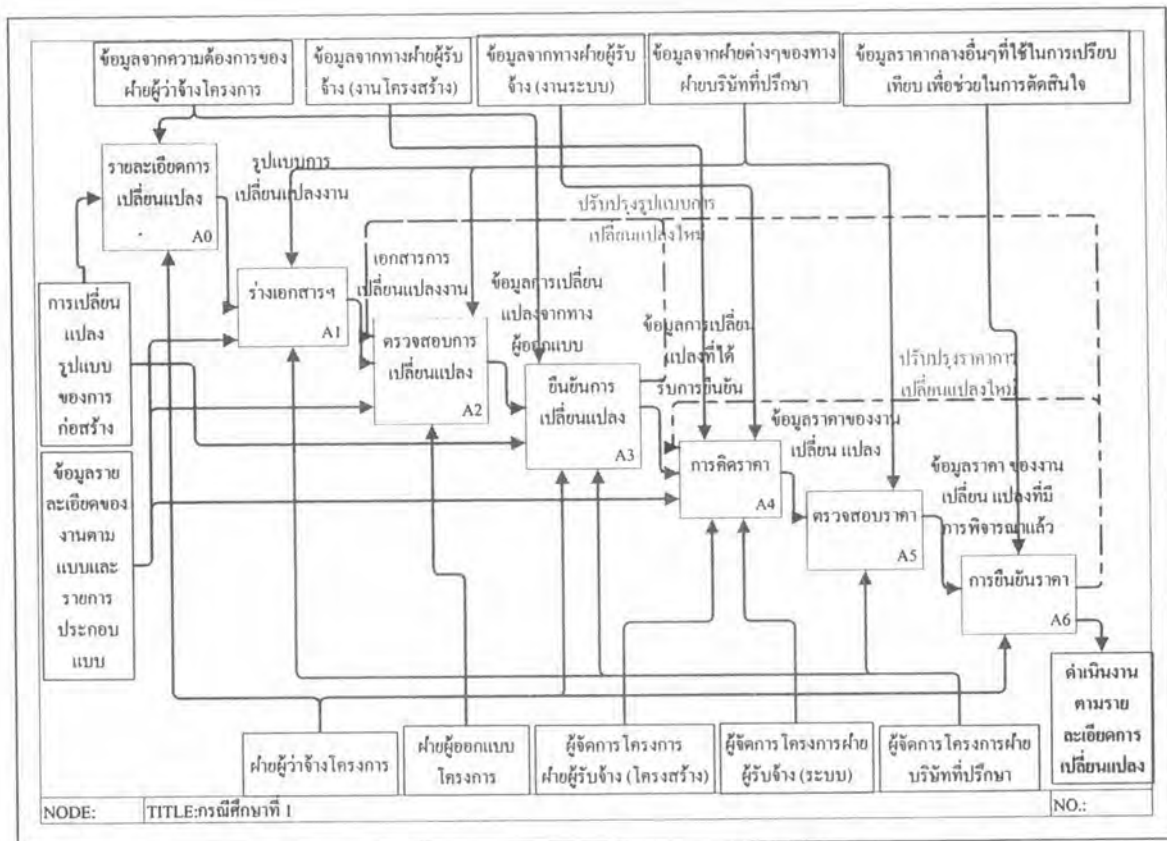 ข้อมูลจากความต้องการของ
ฝ่ายผู้ว่าจ้างโครงการ
ข้อมูลจากทางฝ่ายผู้รับ
จ้าง (งานโครงสร้าง)
ข้อมูลจากทางฝ่ายผู้รับ
จ้าง (งานระบบ)
ข้อมูลจากฝ่ายต่างๆของทาง
ฝ่ายบริษัทที่ปรึกษา
ข้อมูลราคากลางอื่นๆที่ใช้ในการเปรียบ
เทียบ เพื่อช่วยในการตัดสินใจ
รายละเอียดการ
เปลี่ยนแปลง
A0
รูปแบบการ
เปลี่ยนแปลงงาน
ปรับปรุงรูปแบบการ
เปลี่ยนแปลงใหม่
ร่างเอกสารฯ
A1
เอกสารการ
เปลี่ยนแปลงงาน
ตรวจสอบการ
เปลี่ยนแปลง
A2
ข้อมูลการเปลี่ยน
แปลงจากทาง
ผู้ออกแบบ
ยืนยันการ
เปลี่ยนแปลง
A3
ข้อมูลการเปลี่ยน
แปลงที่ได้
รับการยืนยัน
ปรับปรุงราคาการ
เปลี่ยนแปลงใหม่
การคิดราคา
A4
ข้อมูลราคาของงาน
เปลี่ยน แปลง
ตรวจสอบราคา
A5
ข้อมูลราคา ของงาน
เปลี่ยน แปลงที่มี
การพิจารณาแล้ว
การยืนยันราคา
A6
การเปลี่ยน
แปลง
รูปแบบ
ของการ
ก่อสร้าง
ข้อมูลราย
ละเอียดของ
งานตาม
แบบและ
รายการ
ประกอบ
แบบ
ดำเนินงาน
ตามราย
ละเอียดการ
เปลี่ยนแปลง
ฝ่ายผู้ว่าจ้างโครงการ
ฝ่ายผู้ออกแบบ
โครงการ
ผู้จัดการโครงการ
ฝ่ายผู้รับจ้าง (โครงสร้าง)
ผู้จัดการโครงการฝ่าย
ผู้รับจ้าง (ระบบ)
ผู้จัดการโครงการฝ่าย
บริษัทที่ปรึกษา
NODE:
TITLE:กรณีศึกษาที่ 1
NO.: